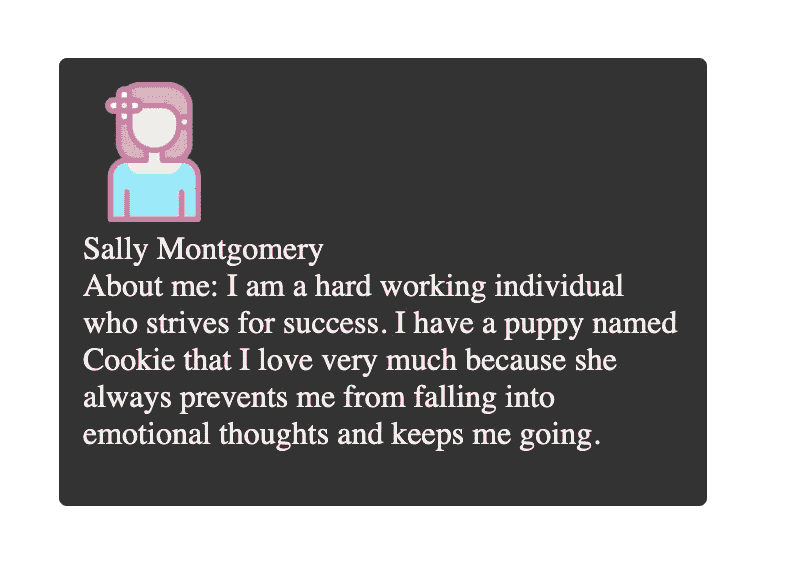 Sally Montgomery
About me: I am a hard working individual
who strives for success. I have a puppy named
Cookie that I love very much because she
always prevents me from falling into
emotional thoughts and keeps me going.